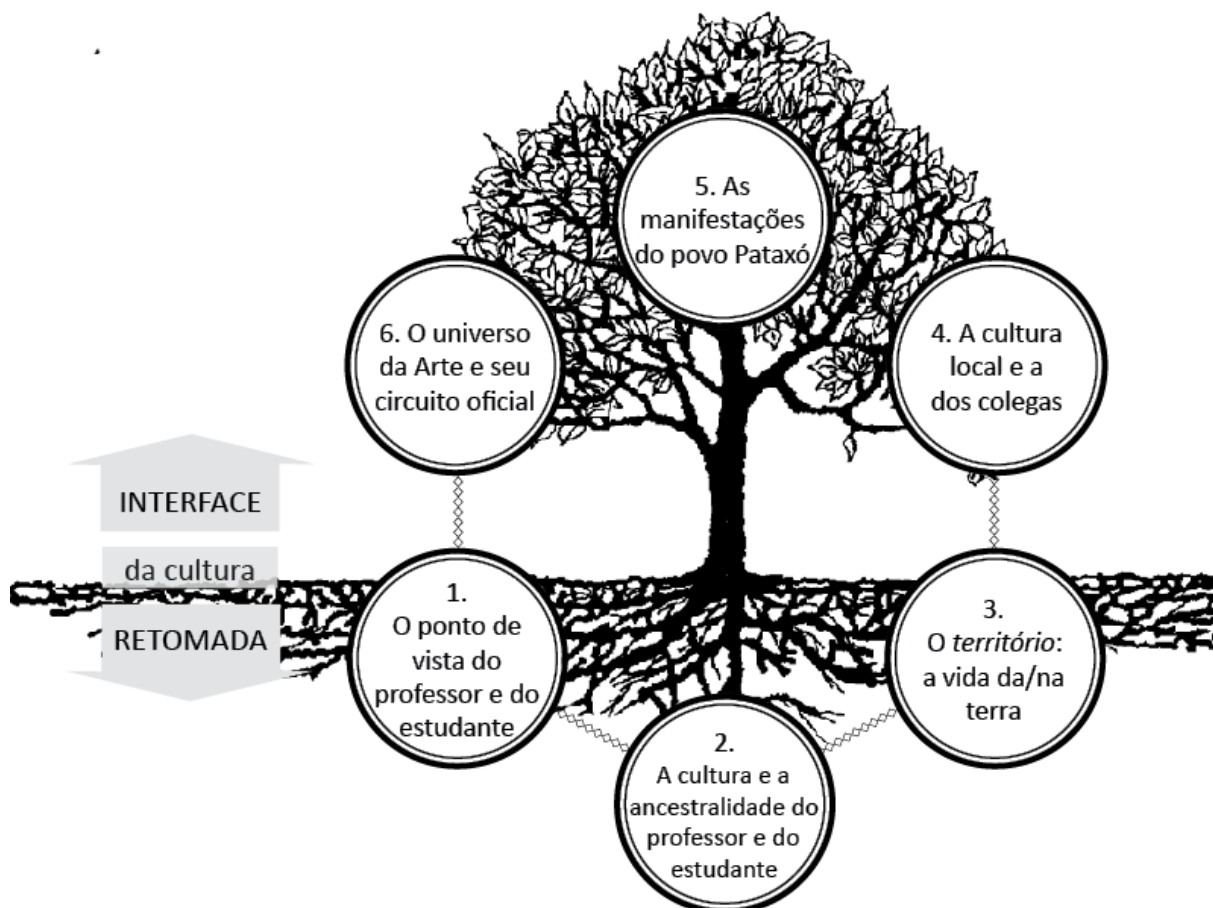 5. As
manifestações
do povo Pataxó
6. O universo
da Arte e seu
circuito oficial
4. A cultura
local e a
dos colegas
INTERFACE
da cultura
RETOMADA
1.
O ponto de
vista do
professor e do
estudante
3.
O território:
a vida da/na
terra
2.
A cultura e a
ancestralidade do
professor e do
estudante